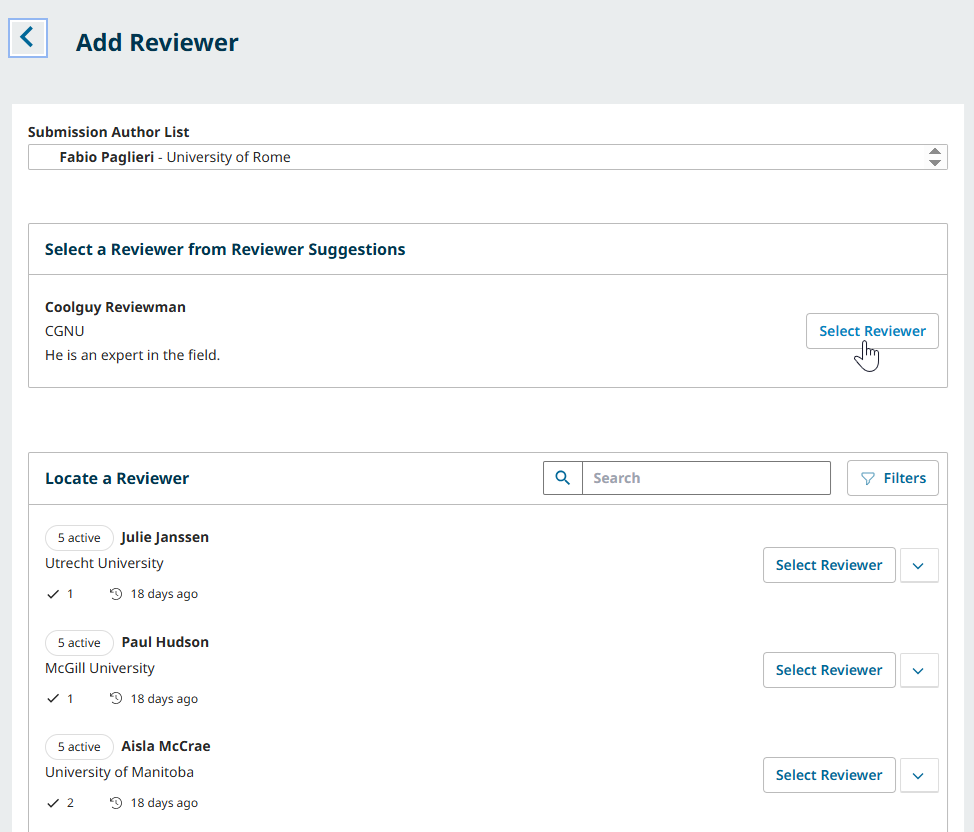 Add Reviewer
Submission Author List
Fabio Paglieri - University of Rome
Select a Reviewer from Reviewer Suggestions
Coolguy Reviewman
CGNU
He is an expert in the field.
Select Reviewer
Locate a Reviewer
Search
Filters
5 active Julie Janssen
Utrecht University
1 18 days ago
Select Reviewer
5 active Paul Hudson
McGill University
1 18 days ago
Select Reviewer
5 active Aisla McCrae
University of Manitoba
2 18 days ago
Select Reviewer